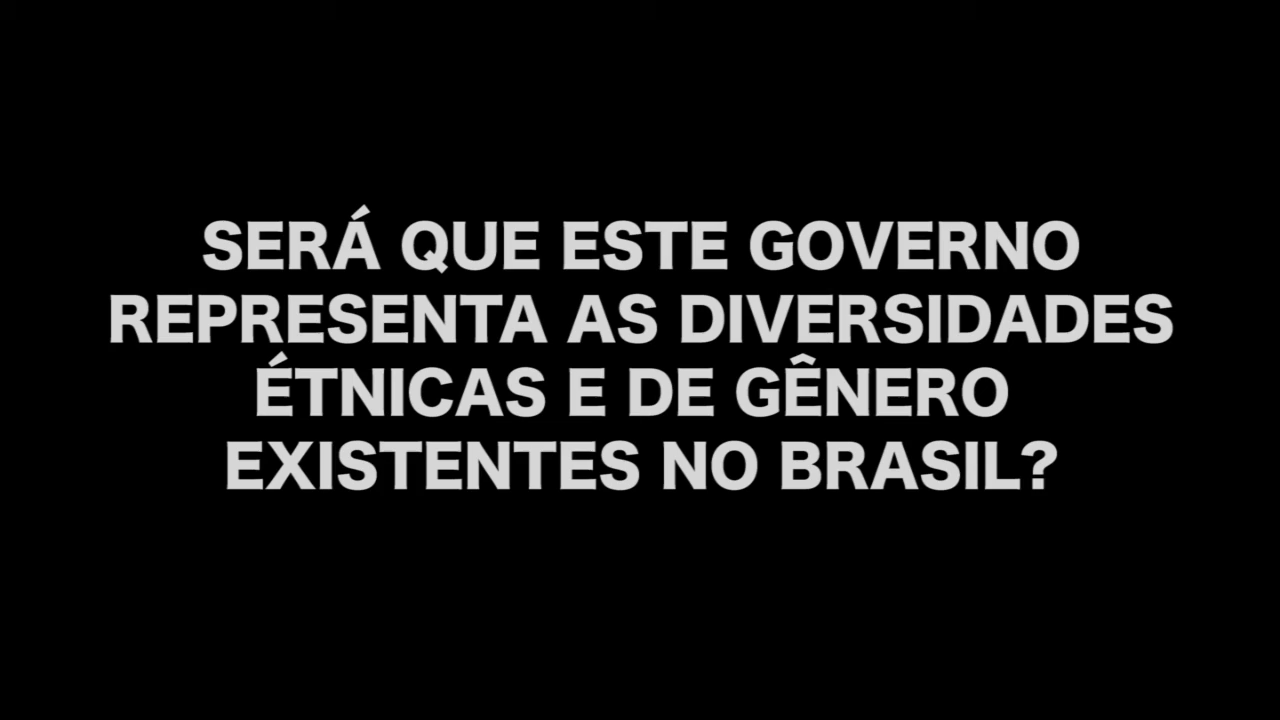 SERÁ QUE ESTE GOVERNO
REPRESENTA AS DIVERSIDADES
ÉTNICAS E DE GÊNERO
EXISTENTES NO BRASIL?